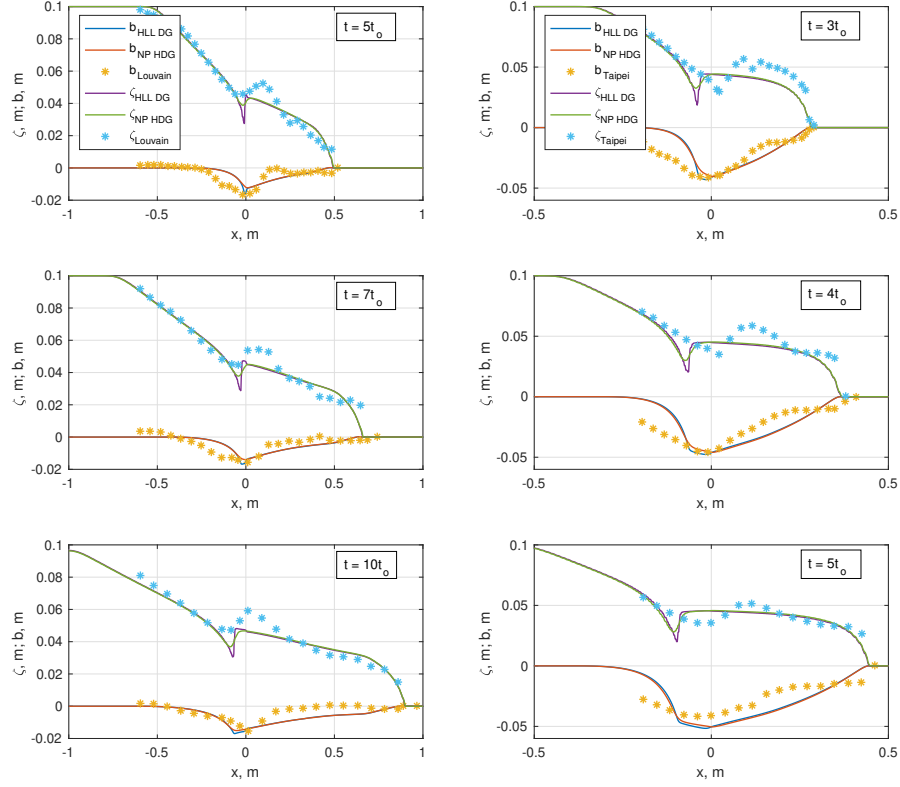 t = 5t_o
b_HLL DG
b_NP HDG
b_Louvain
ζ_HLL DG
ζ_NP HDG
ζ_Louvain
ζ, m; b, m
0.1
0.08
0.06
0.04
0.02
0
-0.02
-1 -0.5 0 0.5 1
x, m
t = 3t_o
b_HLL DG
b_NP HDG
b_Taipei
ζ_HLL DG
ζ_NP HDG
ζ_Taipei
ζ, m; b, m
0.1
0.05
0
-0.05
-0.5 0 0.5
x, m
t = 7t_o
ζ, m; b, m
0.1
0.08
0.06
0.04
0.02
0
-0.02
-1 -0.5 0 0.5 1
x, m
t = 4t_o
ζ, m; b, m
0.1
0.05
0
-0.05
-0.5 0 0.5
x, m
t = 10t_o
ζ, m; b, m
0.1
0.08
0.06
0.04
0.02
0
-0.02
-1 -0.5 0 0.5 1
x, m
t = 5t_o
ζ, m; b, m
0.1
0.05
0
-0.05
-0.5 0 0.5
x, m